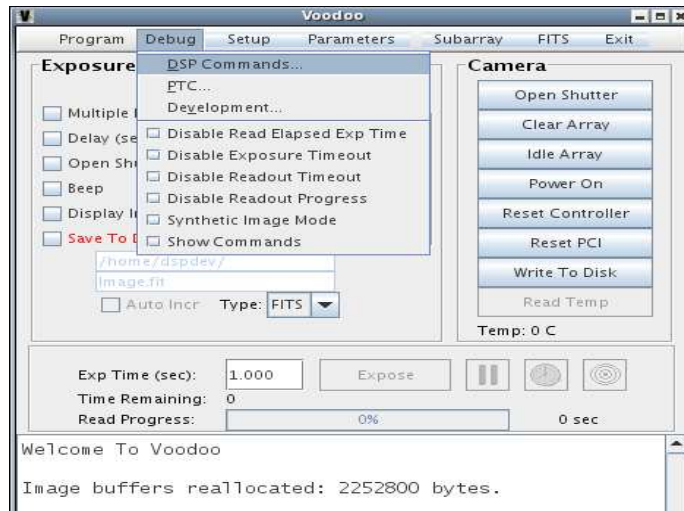 Voodoo
Program Debug Setup Parameters Subarray FITS Exit
Exposure
Multiple
Delay (se
Open Shu
Beep
Display I
Save To
/home/dspdev/
Image.fit
Auto Incr Type: FITS
DSP Commands...
PTC...
Development...
Disable Read Elapsed Exp Time
Disable Exposure Timeout
Disable Readout Timeout
Disable Readout Progress
Synthetic Image Mode
Show Commands
Camera
Open Shutter
Clear Array
Idle Array
Power On
Reset Controller
Reset PCI
Write To Disk
Read Temp
Temp: 0 C
Exp Time (sec): 1.000 Expose
Time Remaining: 0
Read Progress: 0% 0 sec
Welcome To Voodoo
Image buffers reallocated: 2252800 bytes.